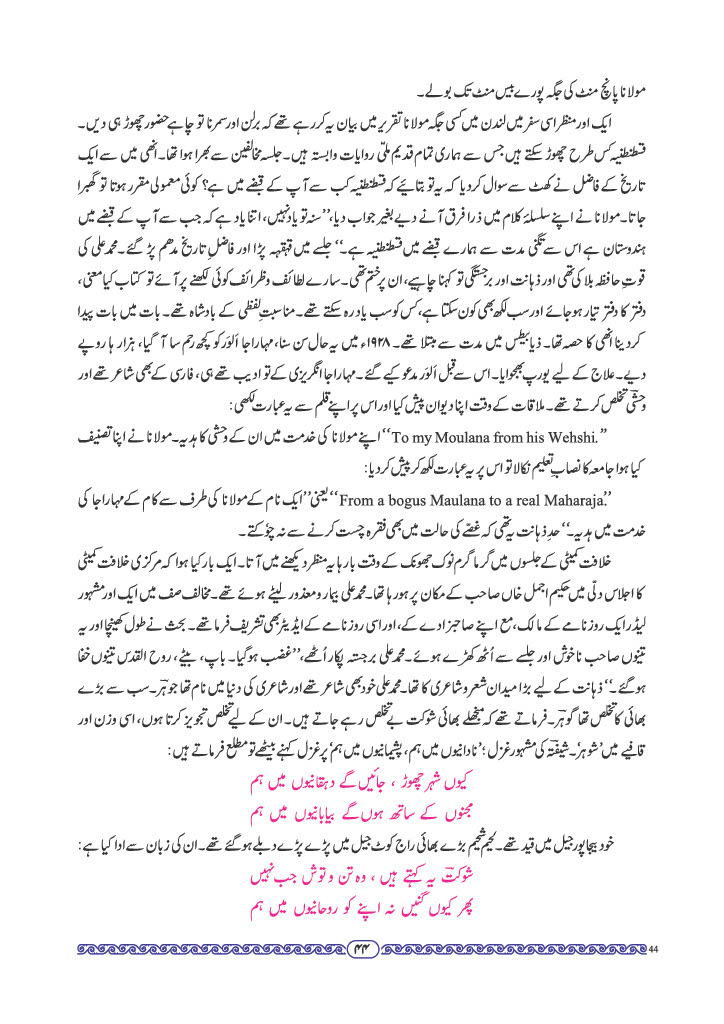 مولانا پانچ منٹ کی جگہ پورے بیس منٹ تک بولے۔
ایک اور منظر اسی سفر میں لندن میں کسی جگہ مولانا تقریر میں بیان یہ کر رہے تھے کہ برلن اور سمرنا تو چاہے حضور چھوڑ ہی دیں۔
قسطنطنیہ کس طرح چھوڑ سکتے ہیں جس سے ہماری تمام قدیم ملّی روایات وابستہ ہیں۔ جلسہ مخالفین سے بھرا ہوا تھا۔ انھی میں سے ایک
تاریخ کے فاضل نے کھٹ سے سوال کر دیا کہ یہ تو بتائیے کہ قسطنطنیہ کب سے آپ کے قبضے میں ہے؟ کوئی معمولی مقرر ہوتا تو گھبرا
جاتا۔ مولانا نے اپنے سلسلۂ کلام میں ذرا فرق آنے دیے بغیر جواب دیا، ’’سنہ تو یاد نہیں، اتنا یاد ہے کہ جب سے آپ کے قبضے میں
ہندوستان ہے اس سے تگنی مدت سے ہمارے قبضے میں قسطنطنیہ ہے۔‘‘ جلسے میں قہقہہ پڑا اور فاضلِ تاریخ مدھم پڑ گئے۔ محمد علی کی
قوتِ حافظہ بلا کی تھی اور ذہانت اور برجستگی تو کہنا چاہیے، ان پر ختم تھی۔ سارے لطائف و ظرائف کوئی لکھنے پر آئے تو کتاب کیا معنی،
دفتر کا دفتر تیار ہو جائے اور سب لکھ بھی کون سکتا ہے، کس کو سب یاد رہ سکتے تھے۔ مناسبتِ لفظی کے بادشاہ تھے۔ بات میں بات پیدا
کر دینا انھی کا حصہ تھا۔ ذیابیطس میں مدت سے مبتلا تھے۔ ۱۹۲۸ء میں یہ حال سن سنا، مہاراجا اَلور کو کچھ رحم سا آ گیا، ہزار ہا روپے
دیے۔ علاج کے لیے یورپ بھجوایا۔ اس سے قبل اَلور مدعو کیے گئے۔ مہاراجا انگریزی کے تو ادیب تھے ہی، فارسی کے بھی شاعر تھے اور
وحشیؔ تخلص کرتے تھے۔ ملاقات کے وقت اپنا دیوان پیش کیا اور اس پر اپنے قلم سے یہ عبارت لکھی:
’’To my Moulana from his Wehshi.‘‘ اپنے مولانا کی خدمت میں ان کے وحشی کا ہدیہ۔ مولانا نے اپنا تصنیف
کیا ہوا جامعہ کا نصابِ تعلیم نکالا تو اس پر یہ عبارت لکھ کر پیش کر دیا:
’’From a bogus Maulana to a real Maharaja.‘‘ یعنی ’’ایک نام کے مولانا کی طرف سے کام کے مہاراجا کی
خدمت میں ہدیہ۔‘‘ حدِ ذہانت یہ تھی کہ غصّے کی حالت میں بھی فقرہ چست کرنے سے نہ چوٗکتے۔
خلافت کمیٹی کے جلسوں میں گرما گرم نوک جھونک کے وقت بارہا یہ منظر دیکھنے میں آتا۔ ایک بار کیا ہوا کہ مرکزی خلافت کمیٹی
کا اجلاس دلّی میں حکیم اجمل خاں صاحب کے مکان پر ہو رہا تھا۔ محمد علی بیمار و معذور لیٹے ہوئے تھے۔ مخالف صف میں ایک اور مشہور
لیڈر ایک روزنامے کے مالک، مع اپنے صاحبزادے کے، اور اسی روزنامے کے ایڈیٹر بھی تشریف فرما تھے۔ بحث نے طول کھینچا اور یہ
تینوں صاحب ناخوش اور جلسے سے اُٹھ کھڑے ہوئے۔ محمد علی برجستہ پکار اُٹھے، ’’غضب ہو گیا۔ باپ، بیٹے، روح القدس تینوں خفا
ہو گئے۔‘‘ ذہانت کے لیے بڑا میدان شعر و شاعری کا تھا۔ محمد علی خود بھی شاعر تھے اور شاعری کی دنیا میں نام تھا جوہرؔ۔ سب سے بڑے
بھائی کا تخلص تھا گوہرؔ۔ فرماتے تھے کہ منجھلے بھائی شوکت بے تخلص رہے جاتے ہیں۔ ان کے لیے تخلص تجویز کرتا ہوں، اسی وزن اور
قافیے میں ’شوہر‘۔ شیفتہؔ کی مشہور غزل: ’نادانیوں میں ہم، پشیمانیوں میں ہم‘ پر غزل کہنے بیٹھے تو مطلع فرماتے ہیں:
کیوں شہر چھوڑ ، جائیں گے دہقانیوں میں ہم
مجنوں کے ساتھ ہوں گے بیابانیوں میں ہم
خود بیجاپور جیل میں قید تھے۔ لحیم شحیم بڑے بھائی راج کوٹ جیل میں پڑے پڑے دبلے ہو گئے تھے۔ ان کی زبان سے ادا کیا ہے:
شوکتؔ یہ کہتے ہیں ، وہ تن و توش جب نہیں
پھر کیوں گنیں نہ اپنے کو روحانیوں میں ہم
۴۴
44